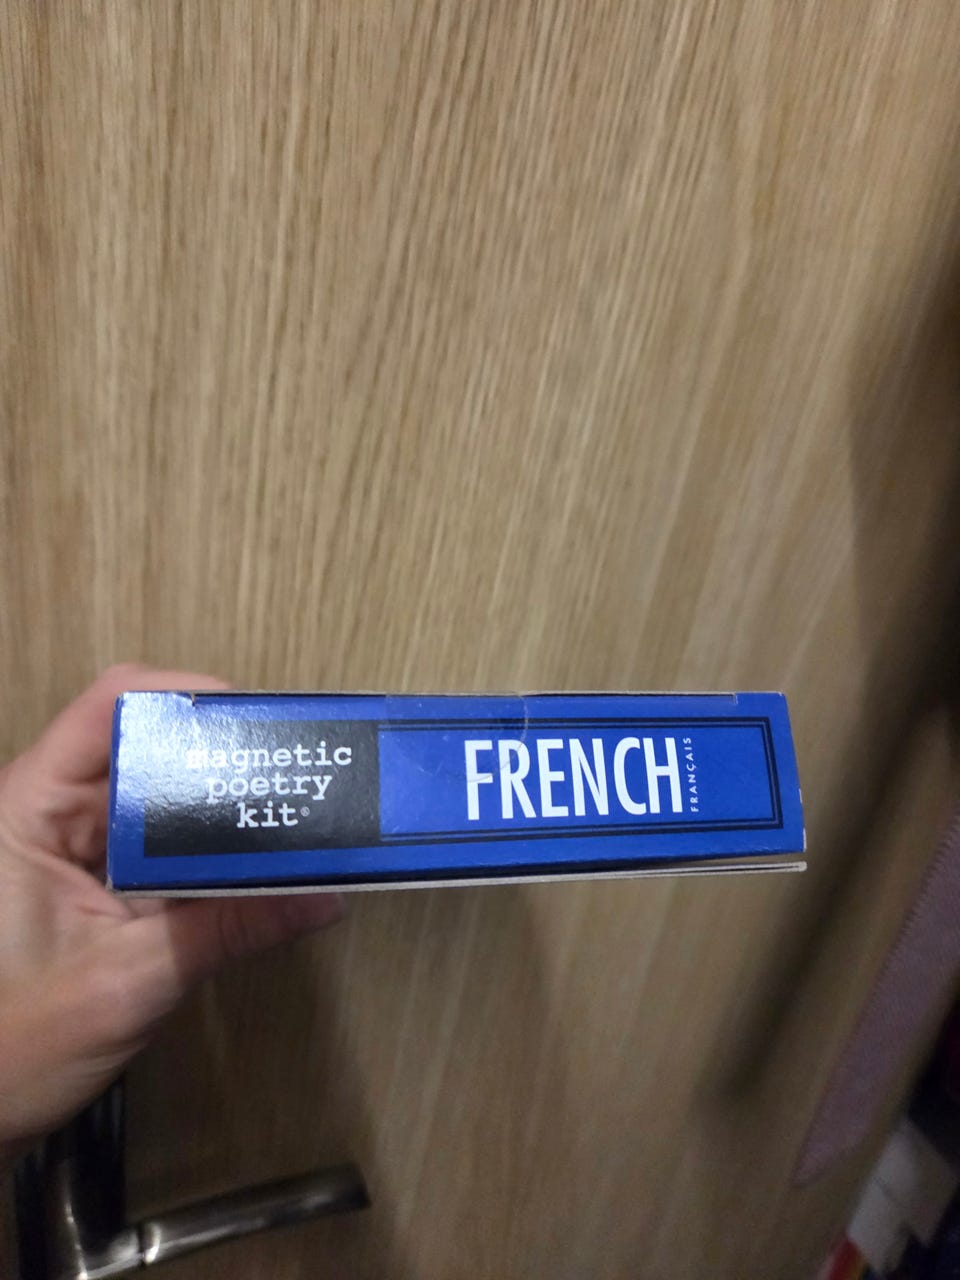 magnetic
poetry
kit®
FRENCH
FRANÇAIS